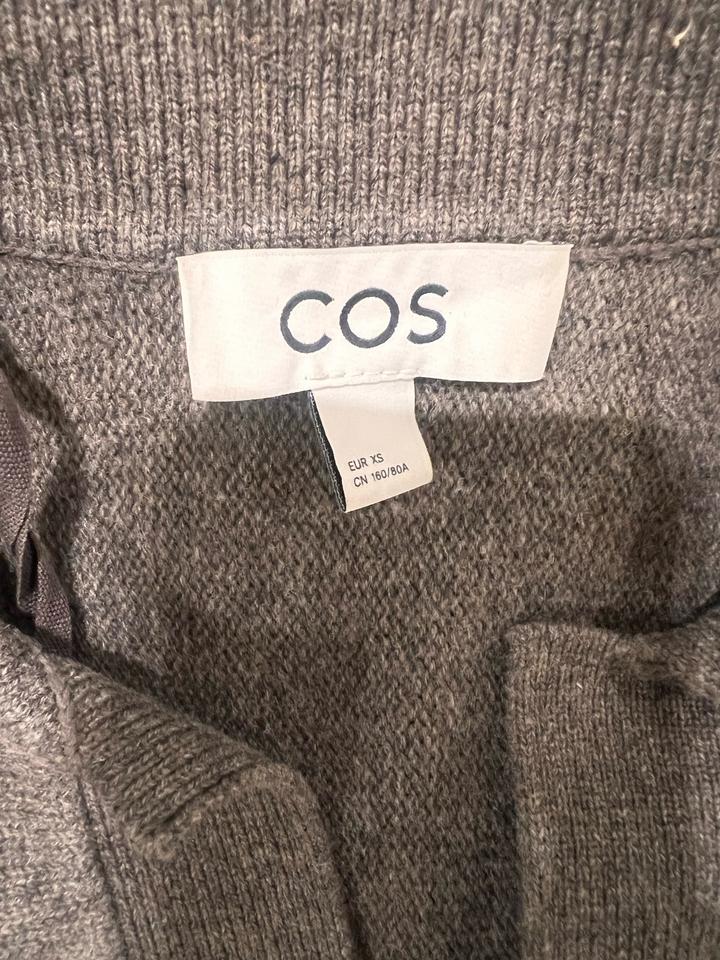 COS
EUR XS
CN 160/80A